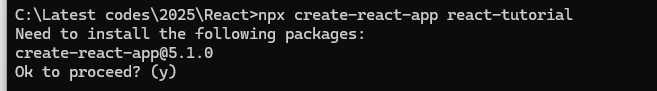 C:\Latest codes\2025\React>npx create-react-app react-tutorial
Need to install the following packages:
create-react-app@5.1.0
Ok to proceed? (y)